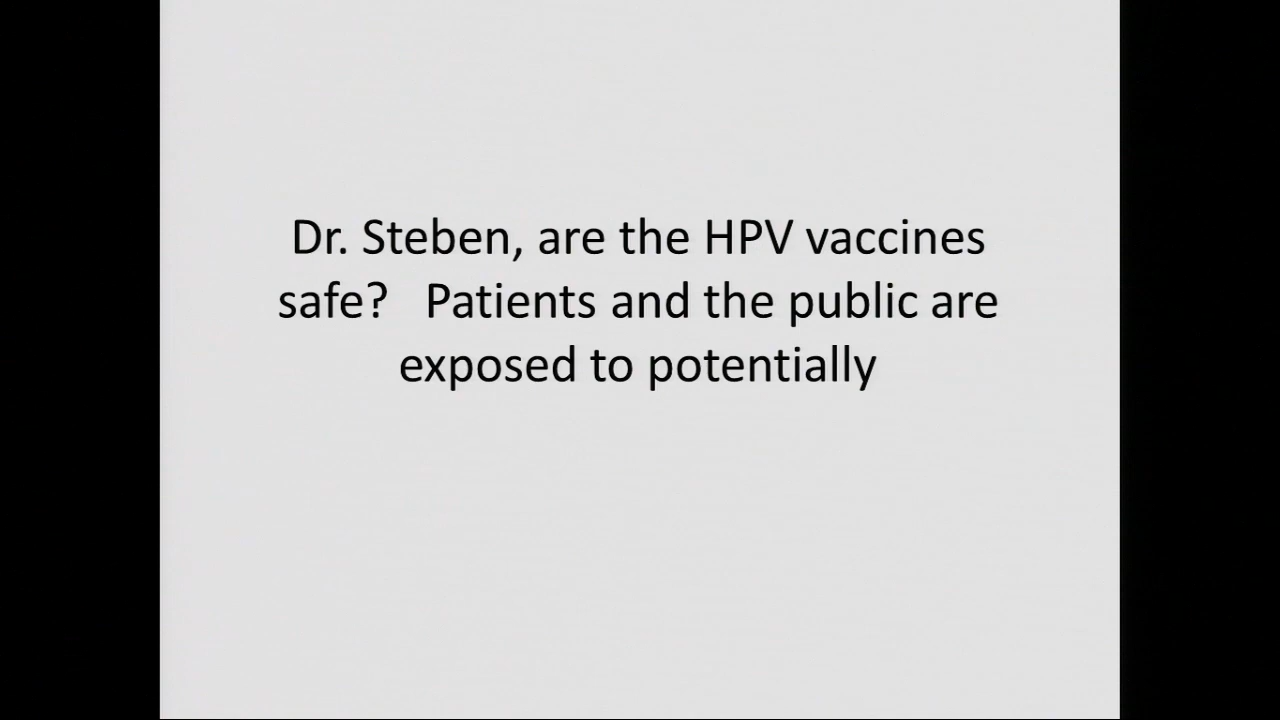 Dr. Steben, are the HPV vaccines
safe?   Patients and the public are
exposed to potentially